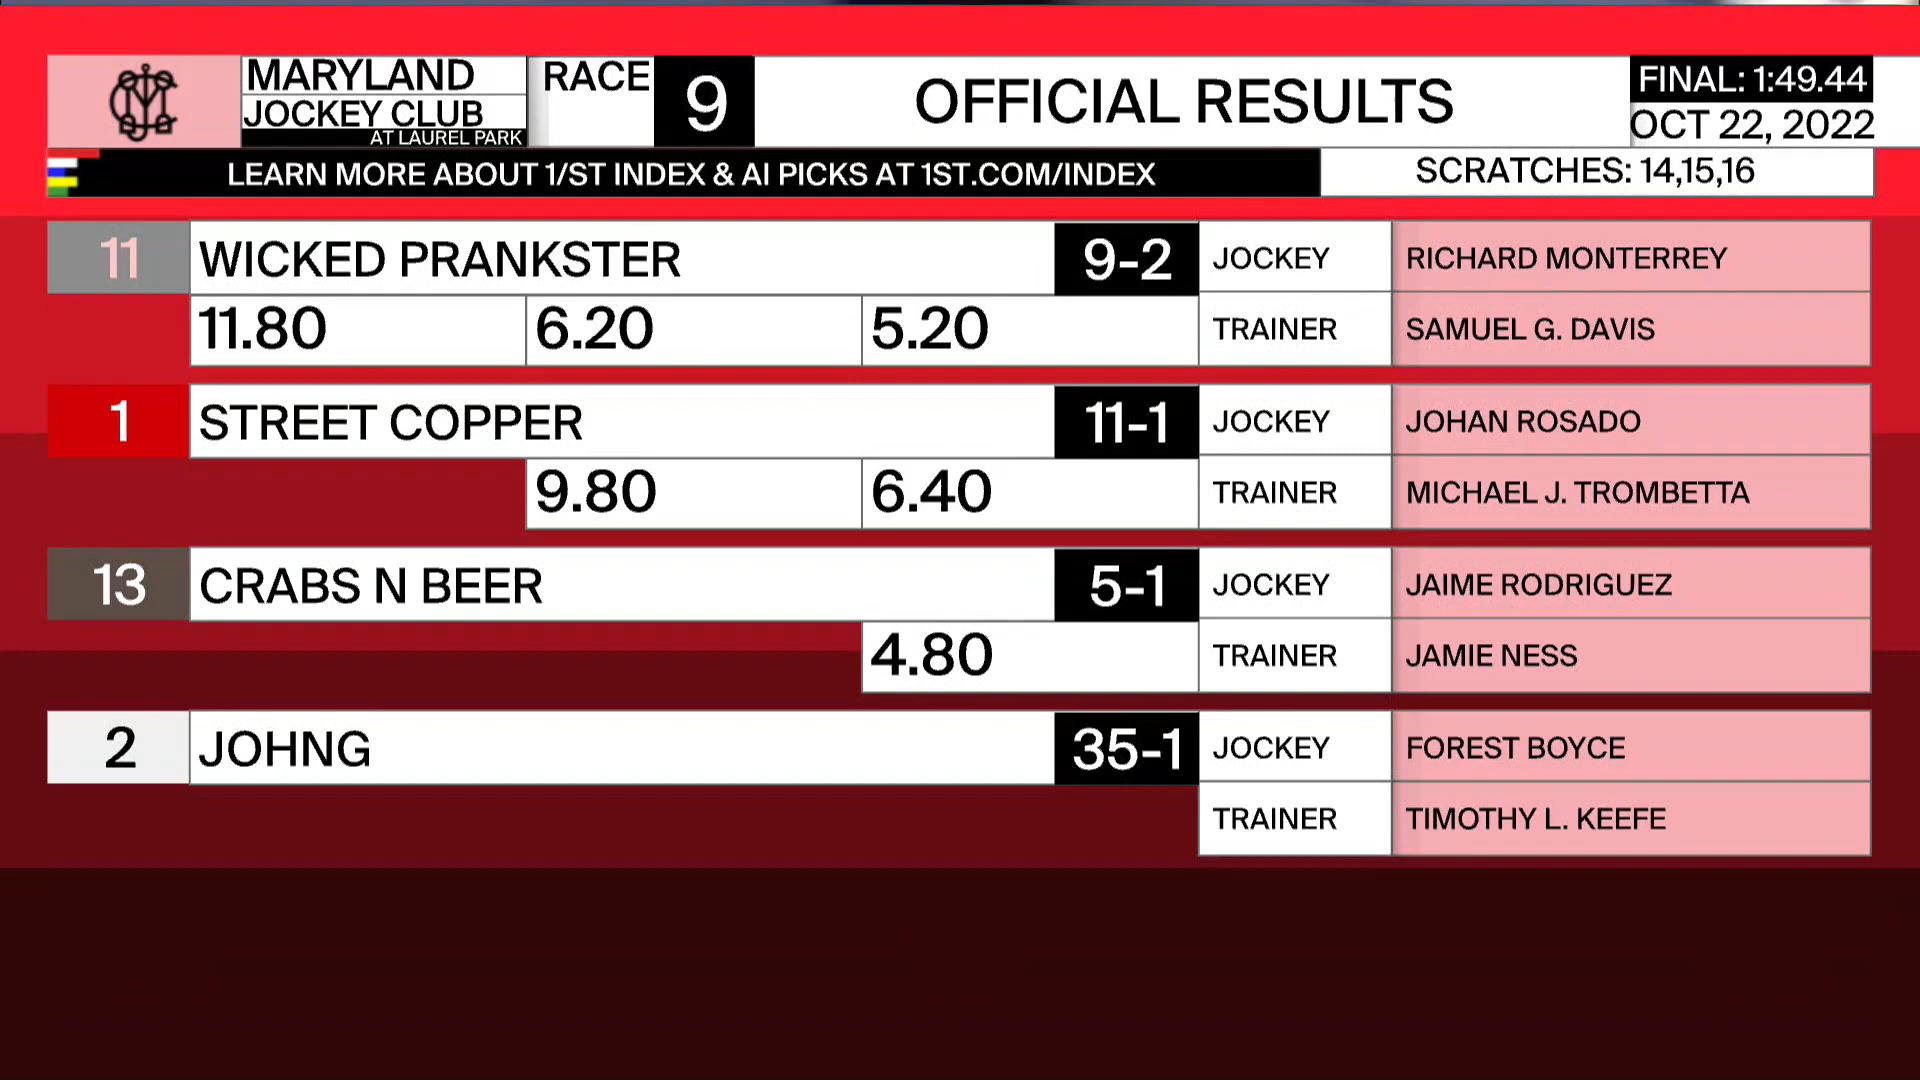 MARYLAND
JOCKEY CLUB
AT LAUREL PARK
RACE 9
OFFICIAL RESULTS
FINAL: 1:49.44
OCT 22, 2022
LEARN MORE ABOUT 1/ST INDEX & AI PICKS AT 1ST.COM/INDEX
SCRATCHES: 14,15,16
11 WICKED PRANKSTER 9-2 JOCKEY RICHARD MONTERREY
11.80 6.20 5.20 TRAINER SAMUEL G. DAVIS
1 STREET COPPER 11-1 JOCKEY JOHAN ROSADO
9.80 6.40 TRAINER MICHAEL J. TROMBETTA
13 CRABS N BEER 5-1 JOCKEY JAIME RODRIGUEZ
4.80 TRAINER JAMIE NESS
2 JOHNG 35-1 JOCKEY FOREST BOYCE
TRAINER TIMOTHY L. KEEFE